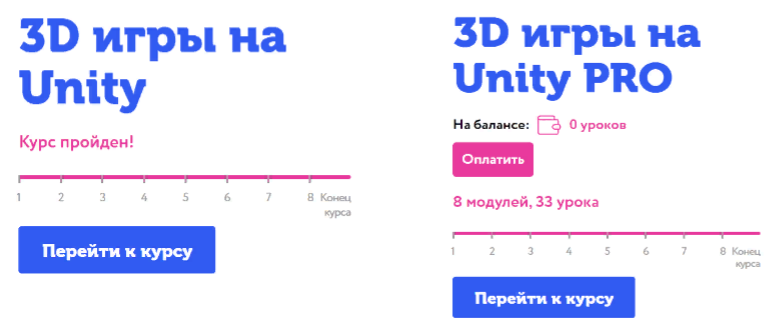 3D игры на
Unity
Курс пройден!
1 2 3 4 5 6 7 8 Конец
курса
Перейти к курсу
3D игры на
Unity PRO
На балансе: 0 уроков
Оплатить
8 модулей, 33 урока
1 2 3 4 5 6 7 8 Конец
курса
Перейти к курсу